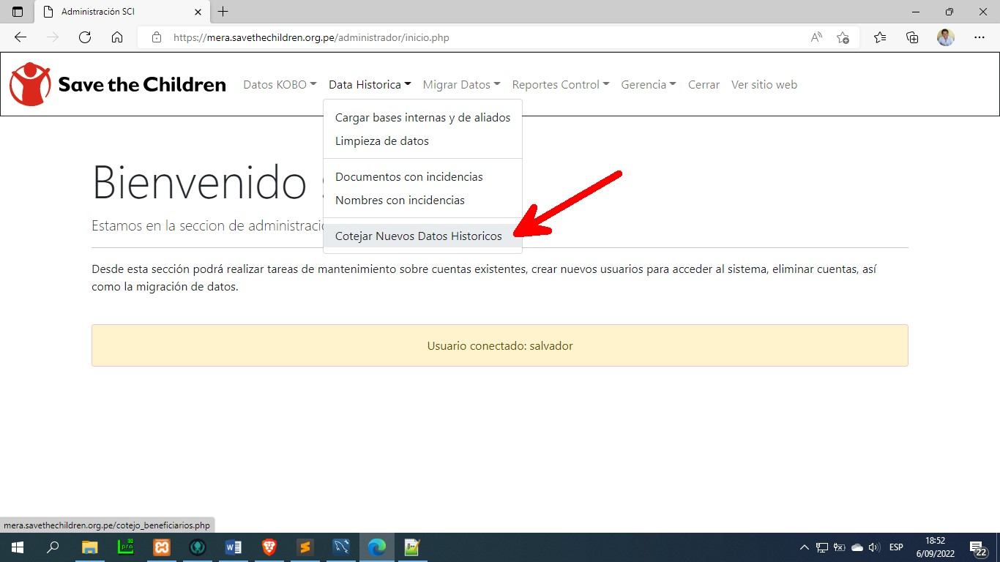 Administración SCI
https://mera.savethechildren.org.pe/administrador/inicio.php
Save the Children
Datos KOBO
Data Historica
Migrar Datos
Reportes Control
Gerencia
Cerrar
Ver sitio web
Cargar bases internas y de aliados
Limpieza de datos
Documentos con incidencias
Nombres con incidencias
Cotejar Nuevos Datos Historicos
Bienvenido
Estamos en la seccion de
Desde esta sección podrá realizar tareas de mantenimiento sobre cuentas existentes, crear nuevos usuarios para acceder al sistema, eliminar cuentas, así
como la migración de datos.
Usuario conectado: salvador
mera.savethechildren.org.pe/cotejo_beneficiarios.php
ESP
18:52
6/09/2022
22